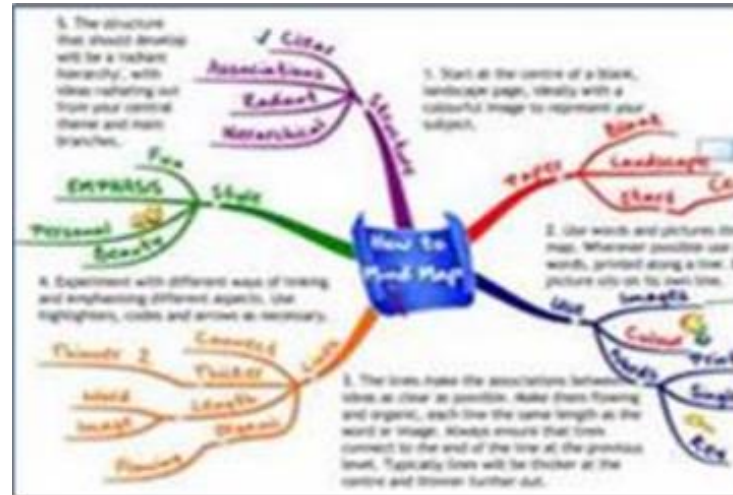 5. The structure
that should develop
will be a 'radiant
hierarchy', with
ideas radiating out
from your central
theme and main
branches.
Clear
Associations
Radiant
Hierarchical
Structure
1. Start at the centre of a blank,
landscape page, ideally with a
colourful image to represent your
subject.
Blank
Landscape
Start
Paper
Fun
EMPHASIS
Personal
Beauty
Style
How to
Mind Map
2. Use words and pictures
map. Wherever possible use
words, printed along a line.
picture sits on its own line.
Use
Images
Colour
Words
Print
4. Experiment with different ways of linking
and emphasising different aspects. Use
highlighters, codes and arrows as necessary.
Connect
Thinner
Thicker
Length
Word
Image
Organic
Flowing
3. The lines make the associations between
ideas as clear as possible. Make them flowing
and organic, each line the same length as the
word or image. Always ensure that lines
connect to the end of the line at the previous
level. Typically lines will be thicker at the
centre and thinner further out.